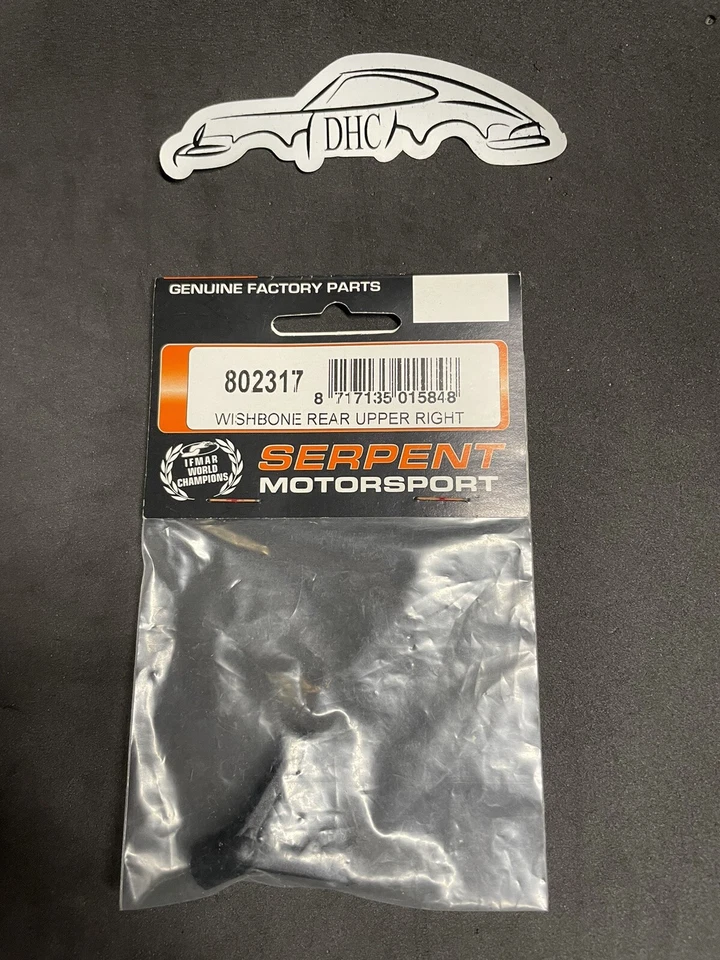 DHC
GENUINE FACTORY PARTS
802317
8 717135 015848
WISHBONE REAR UPPER RIGHT
IFMAR
WORLD
CHAMPIONS
SERPENT
MOTORSPORT